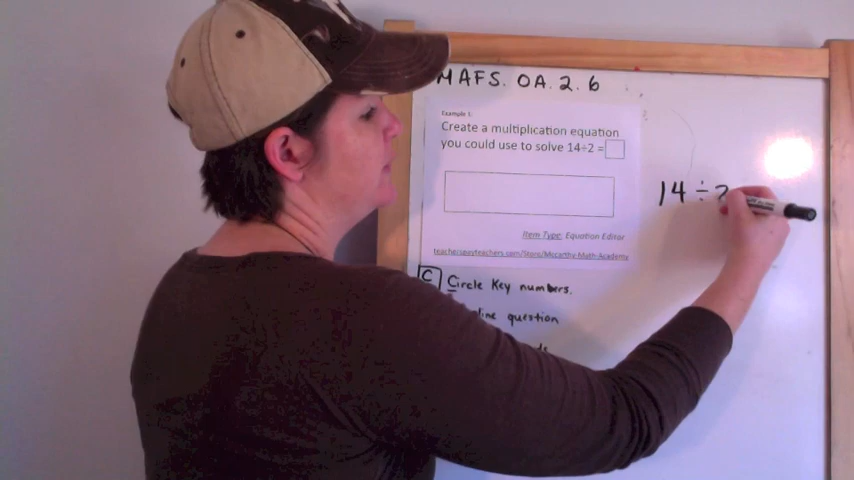 MAFS. OA. 2. 6
Example 1:
Create a multiplication equation
you could use to solve 14÷2 =
14 ÷ 2
Item Type: Equation Editor
teacherspayteachers.com/Store/Mccarthy-Math-Academy
C Circle Key numbers.
line question
ds